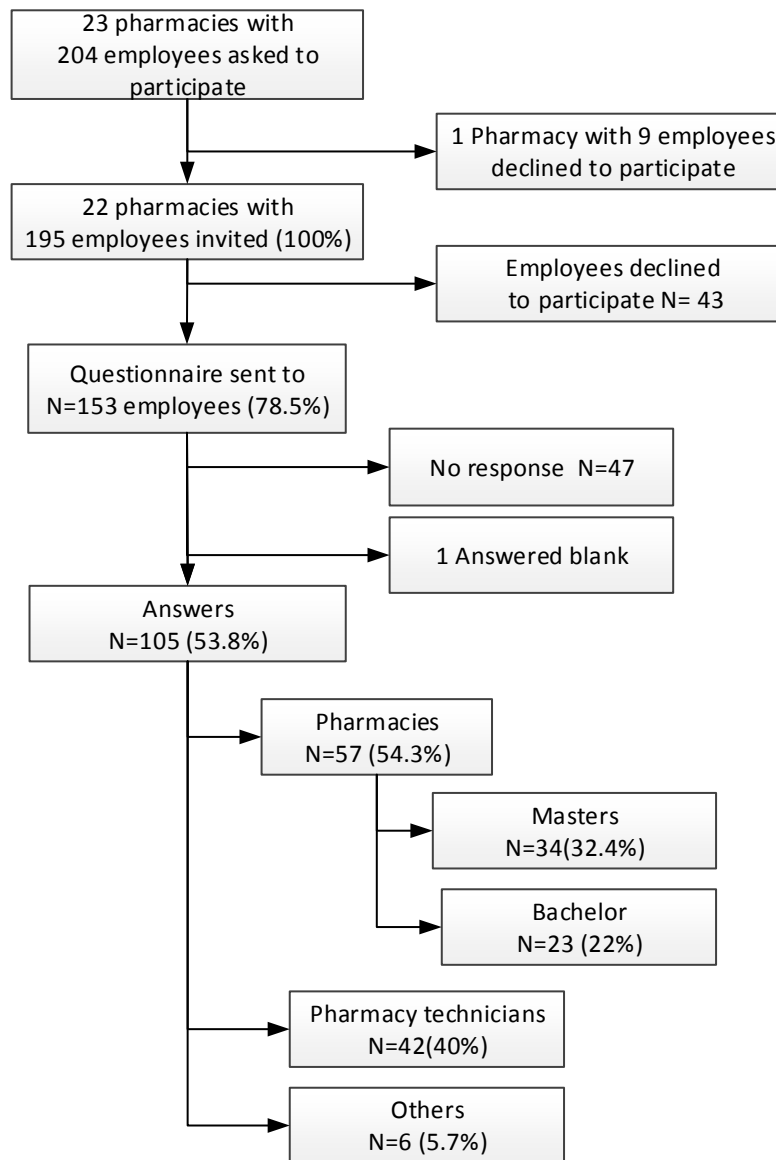 23 pharmacies with
204 employees asked to
participate
1 Pharmacy with 9 employees
declined to participate
22 pharmacies with
195 employees invited (100%)
Employees declined
to participate N= 43
Questionnaire sent to
N=153 employees (78.5%)
No response  N=47
1 Answered blank
Answers
N=105 (53.8%)
Pharmacies
N=57 (54.3%)
Masters
N=34(32.4%)
Bachelor
N=23 (22%)
Pharmacy technicians
N=42(40%)
Others
N=6 (5.7%)